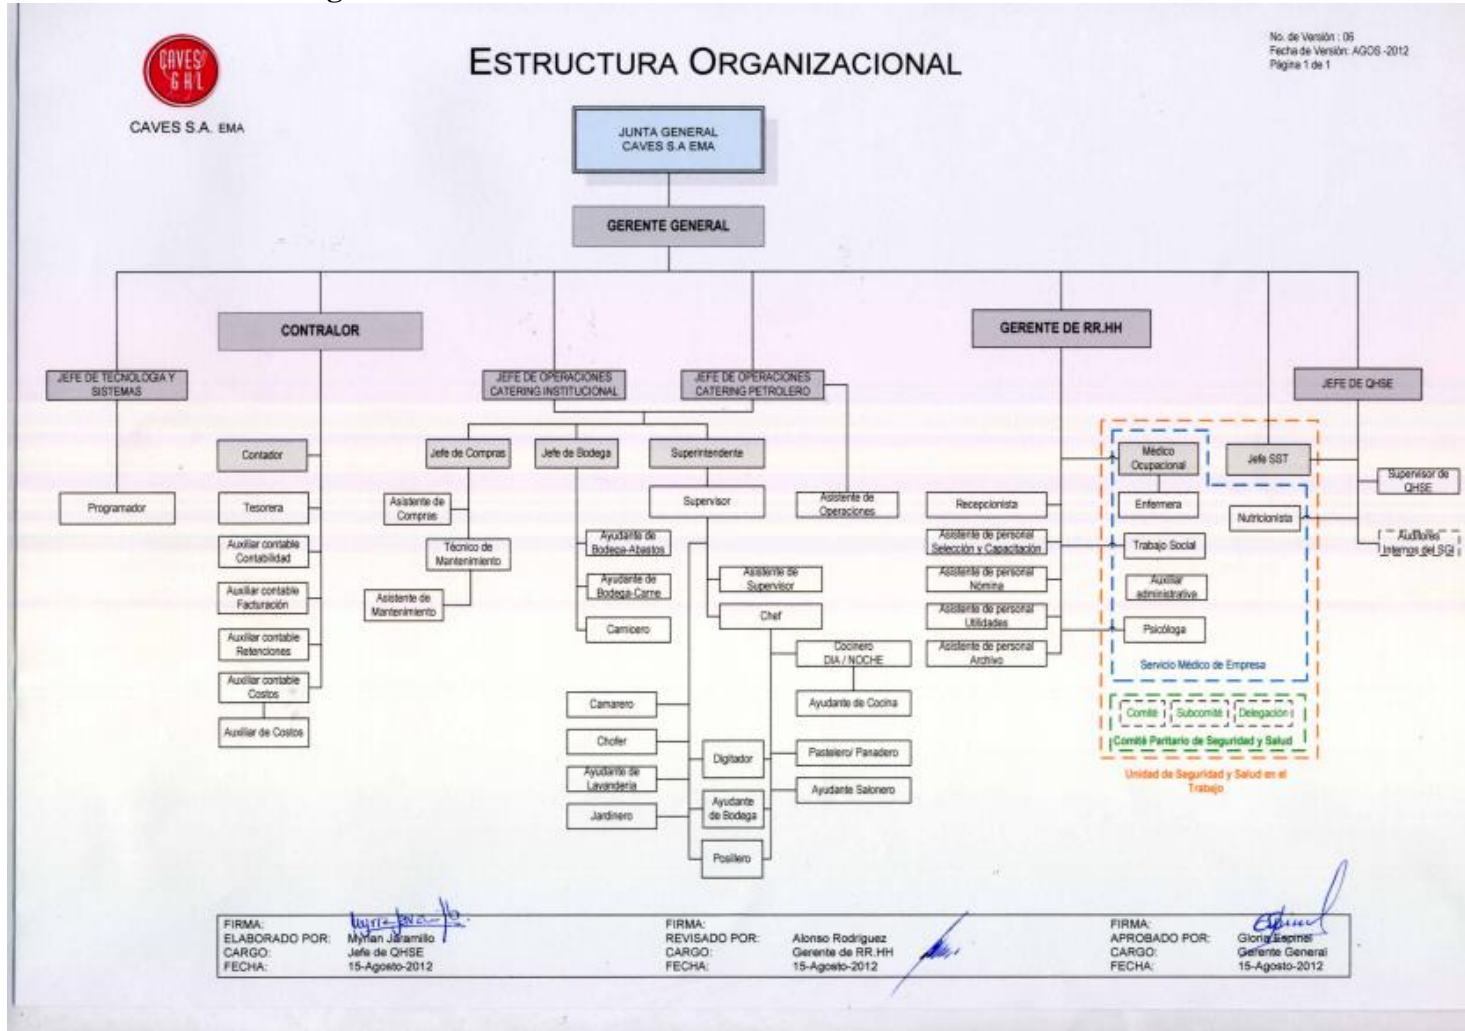 No. de Versión : 06
Fecha de Versión: AGOS -2012
Página 1 de 1
CAVES
GHL
CAVES S.A. EMA
ESTRUCTURA ORGANIZACIONAL
JUNTA GENERAL
CAVES S.A EMA
GERENTE GENERAL
CONTRALOR
GERENTE DE RR.HH
JEFE DE TECNOLOGIA Y
SISTEMAS
JEFE DE OPERACIONES
CATERING INSTITUCIONAL
JEFE DE OPERACIONES
CATERING PETROLERO
JEFE DE QHSE
Contador
Jefe de Compras
Jefe de Bodega
Superintendente
Médico
Ocupacional
Jefe SST
Supervisor de
QHSE
Programador
Tesorera
Asistente de
Compras
Supervisor
Asistente de
Operaciones
Recepcionista
Enfermera
Nutricionista
Auditores
Internos del SGI
Auxiliar contable
Contabilidad
Técnico de
Mantenimiento
Ayudante de
Bodega-Abastos
Asistente de personal
Selección y Capacitación
Trabajo Social
Auxiliar contable
Facturación
Asistente de
Mantenimiento
Ayudante de
Bodega-Carne
Asistente de
Supervisor
Asistente de personal
Nómina
Auxiliar
administrativa
Auxiliar contable
Retenciones
Carnicero
Chef
Asistente de personal
Utilidades
Psicóloga
Auxiliar contable
Costos
Cocinero
DIA / NOCHE
Asistente de personal
Archivo
Servicio Médico de Empresa
Auxiliar de Costos
Camarero
Ayudante de Cocina
Comité
Subcomité
Delegación
Comité Paritario de Seguridad y Salud
Chofer
Digitador
Pastelero/ Panadero
Unidad de Seguridad y Salud en el
Trabajo
Ayudante de
Lavandería
Ayudante Salonero
Jardinero
Ayudante
de Bodega
Posillero
FIRMA:
ELABORADO POR: Myrian Jaramillo
CARGO: Jefe de QHSE
FECHA: 15-Agosto-2012
FIRMA:
REVISADO POR: Alonso Rodriguez
CARGO: Gerente de RR.HH
FECHA: 15-Agosto-2012
FIRMA:
APROBADO POR: Gloria Espinel
CARGO: Gerente General
FECHA: 15-Agosto-2012